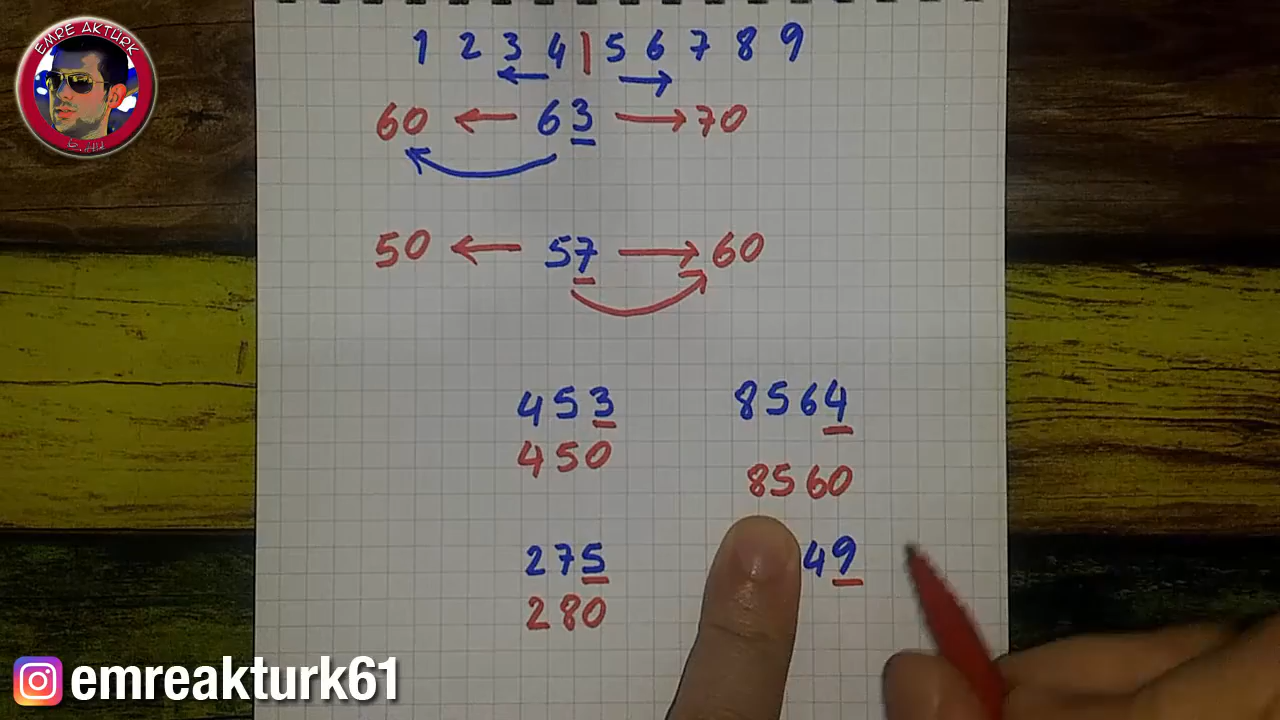 EMRE AKTURK
1 2 3 4 | 5 6 7 8 9
60 ← 63 → 70
50 ← 57 → 60
453 8564
450 8560
275 49
280
emreakturk61